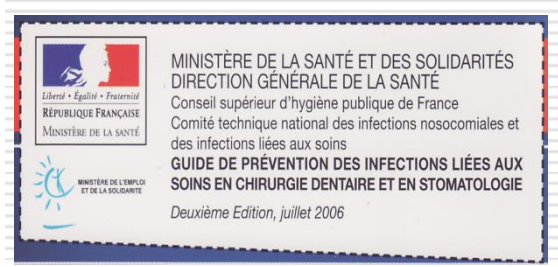 Liberté • Égalité • Fraternité
RÉPUBLIQUE FRANÇAISE
MINISTÈRE DE LA SANTÉ
MINISTÈRE DE L'EMPLOI
ET DE LA SOLIDARITE
MINISTÈRE DE LA SANTÉ ET DES SOLIDARITÉS
DIRECTION GÉNÉRALE DE LA SANTÉ
Conseil supérieur d'hygiène publique de France
Comité technique national des infections nosocomiales et
des infections liées aux soins
GUIDE DE PRÉVENTION DES INFECTIONS LIÉES AUX
SOINS EN CHIRURGIE DENTAIRE ET EN STOMATOLOGIE
Deuxième Edition, juillet 2006